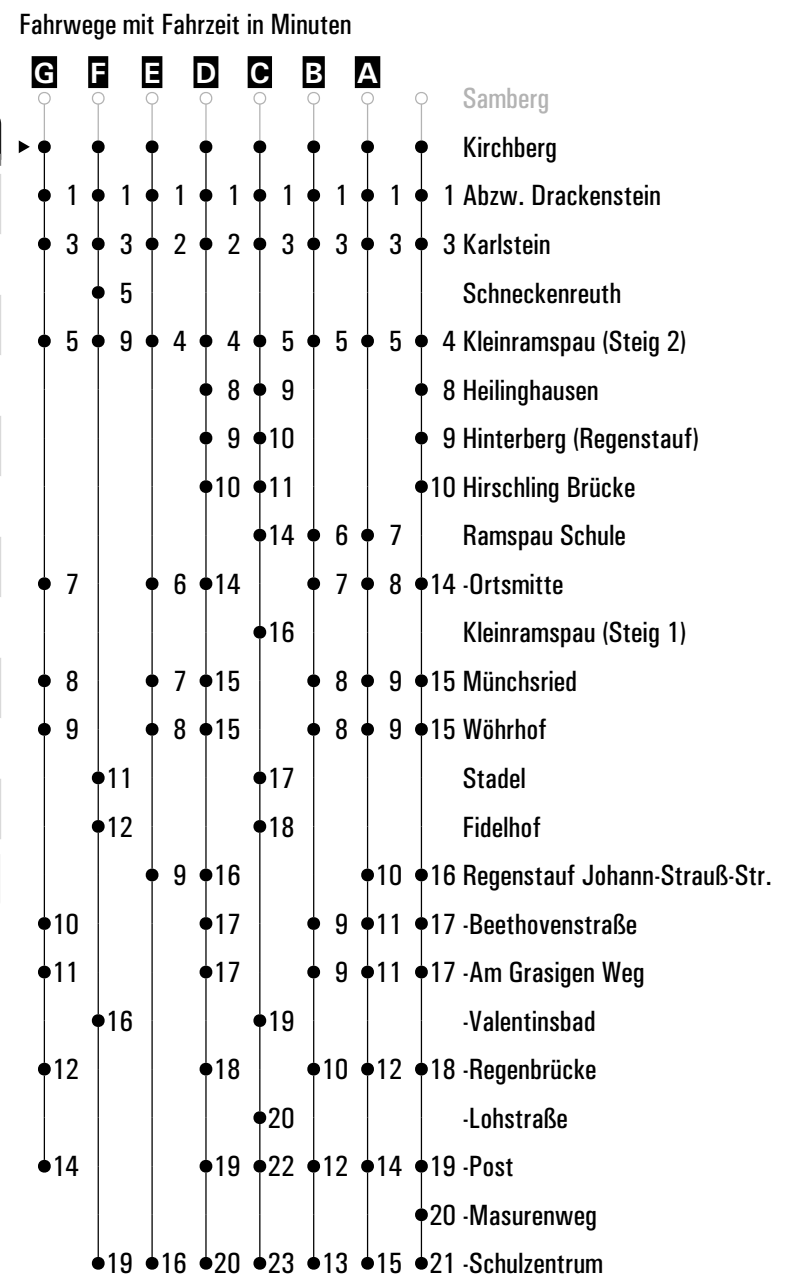 Fahrwege mit Fahrzeit in Minuten
G F E D C B A
Samberg
Kirchberg
1 1 1 1 1 1 1 1 Abzw. Drackenstein
3 3 2 2 3 3 3 3 Karlstein
5 Schneckenreuth
5 9 4 4 5 5 5 4 Kleinramspau (Steig 2)
8 9 8 Heilinghausen
9 10 9 Hinterberg (Regenstauf)
10 11 10 Hirschling Brücke
14 6 7 Ramspau Schule
7 6 14 7 8 14 -Ortsmitte
16 Kleinramspau (Steig 1)
8 7 15 8 9 15 Münchsried
9 8 15 8 9 15 Wöhrhof
11 17 Stadel
12 18 Fidelhof
9 16 10 16 Regenstauf Johann-Strauß-Str.
10 17 9 11 17 -Beethovenstraße
11 17 9 11 17 -Am Grasigen Weg
16 19 -Valentinsbad
12 18 10 12 18 -Regenbrücke
20 -Lohstraße
14 19 22 12 14 19 -Post
20 -Masurenweg
19 16 20 23 13 15 21 -Schulzentrum